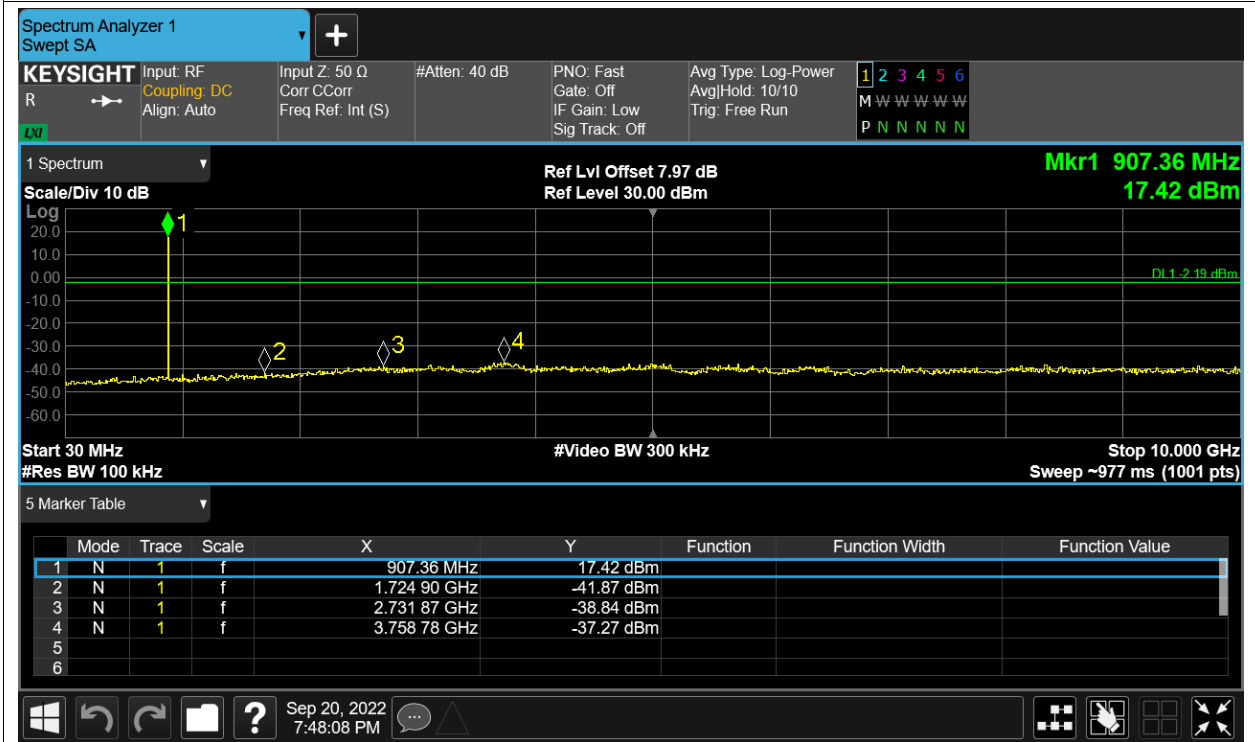 Spectrum Analyzer 1
Swept SA
+
KEYSIGHT Input: RF Input Z: 50 Ω #Atten: 40 dB PNO: Fast Avg Type: Log-Power 1 2 3 4 5 6
R Coupling: DC Corr CCorr Gate: Off Avg|Hold: 10/10 M W W W W W
Align: Auto Freq Ref: Int (S) IF Gain: Low Trig: Free Run
LXI Sig Track: Off P N N N N N
1 Spectrum Ref Lvl Offset 7.97 dB Mkr1 907.36 MHz
Scale/Div 10 dB Ref Level 30.00 dBm 17.42 dBm
Log
1
20.0
10.0
0.00 DL1 -2.19 dBm
-10.0
-20.0
-30.0 2 3 4
-40.0
-50.0
-60.0
Start 30 MHz #Video BW 300 kHz Stop 10.000 GHz
#Res BW 100 kHz Sweep ~977 ms (1001 pts)
5 Marker Table
Mode Trace Scale X Y Function Function Width Function Value
1 N 1 f 907.36 MHz 17.42 dBm
2 N 1 f 1.724 90 GHz -41.87 dBm
3 N 1 f 2.731 87 GHz -38.84 dBm
4 N 1 f 3.758 78 GHz -37.27 dBm
5
6
? Sep 20, 2022
7:48:08 PM